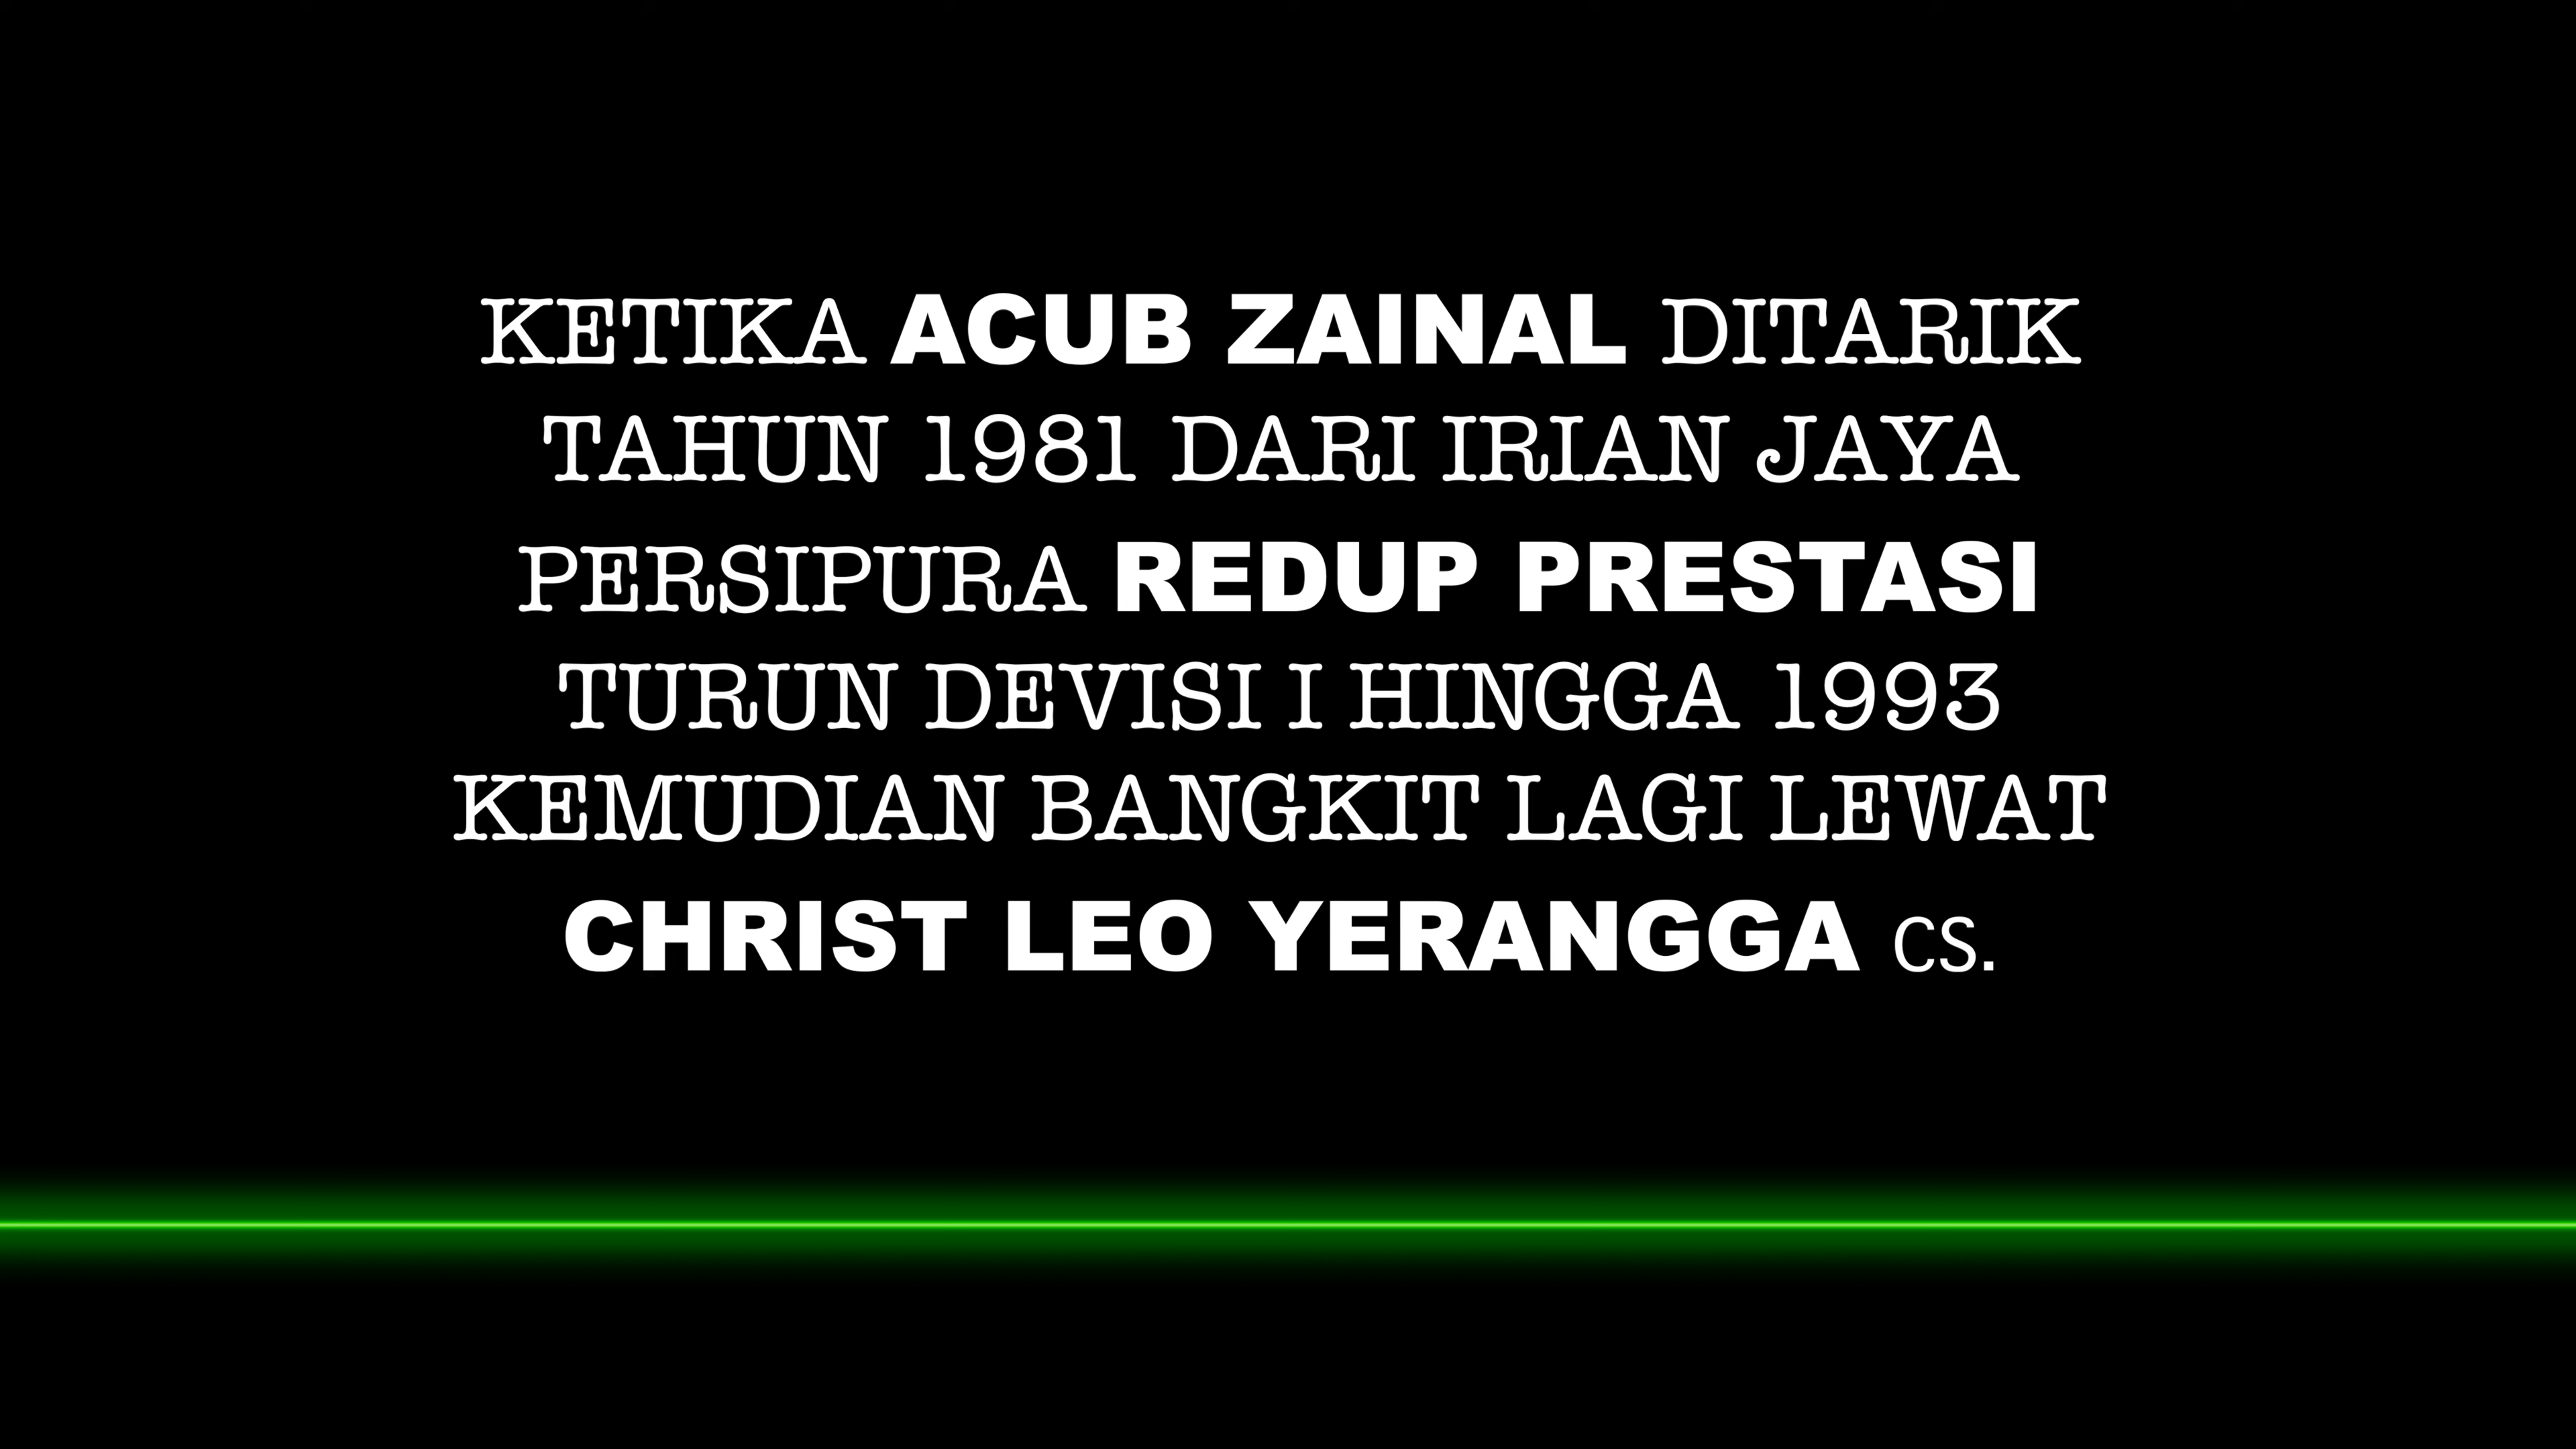 KETIKA ACUB ZAINAL DITARIK
TAHUN 1981 DARI IRIAN JAYA
PERSIPURA REDUP PRESTASI
TURUN DEVISI I HINGGA 1993
KEMUDIAN BANGKIT LAGI LEWAT
CHRIST LEO YERANGGA CS.